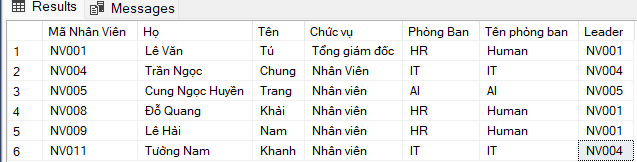 Results Messages
Mã Nhân Viên Họ Tên Chức vụ Phòng Ban Tên phòng ban Leader
1 NV001 Lê Văn Tú Tổng giám đốc HR Human NV001
2 NV004 Trần Ngọc Chung Nhân Viên IT IT NV004
3 NV005 Cung Ngọc Huyền Trang Nhân viên AI AI NV005
4 NV008 Đỗ Quang Khải Nhân viên HR Human NV001
5 NV009 Lê Hải Nam Nhân viên HR Human NV001
6 NV011 Tưởng Nam Khanh Nhân viên IT IT NV004